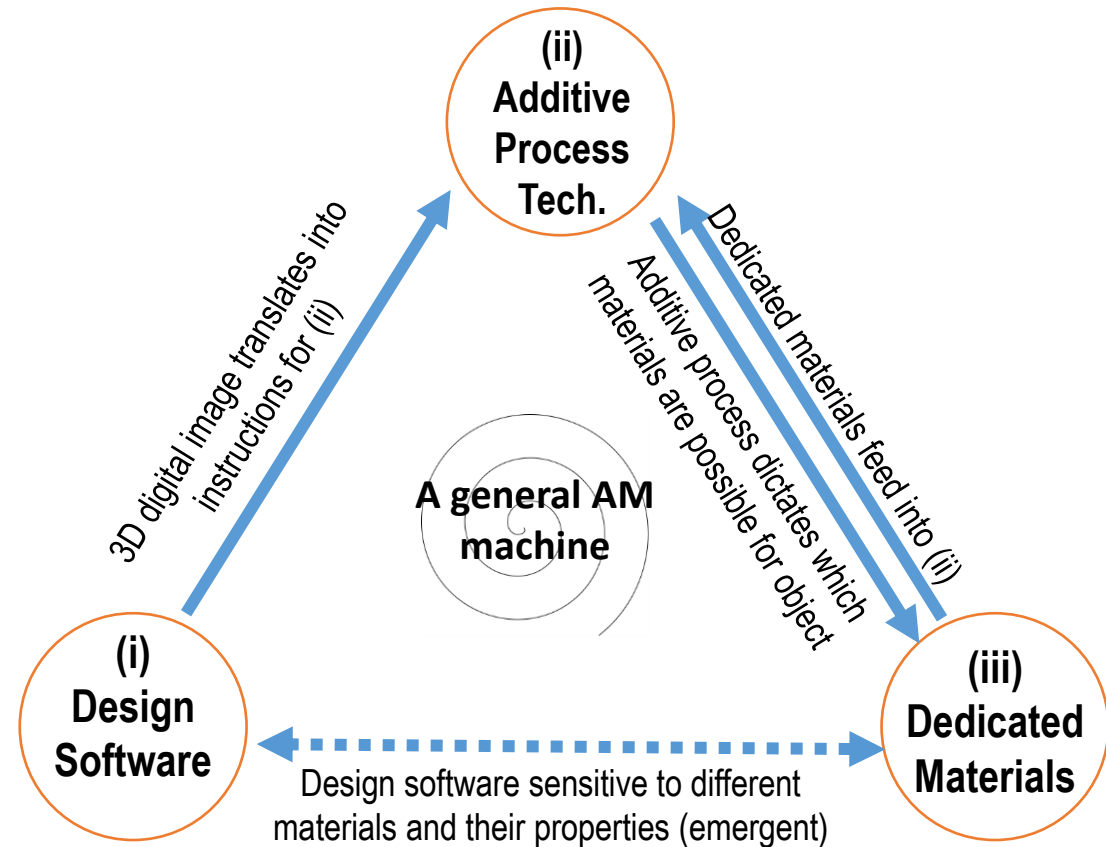 (ii)
Additive
Process
Tech.
3D digital image translates into
instructions for (ii)
Dedicated materials feed into (ii)
Additive process dictates which
materials are possible for object
A general AM
machine
(i)
Design
Software
(iii)
Dedicated
Materials
Design software sensitive to different
materials and their properties (emergent)